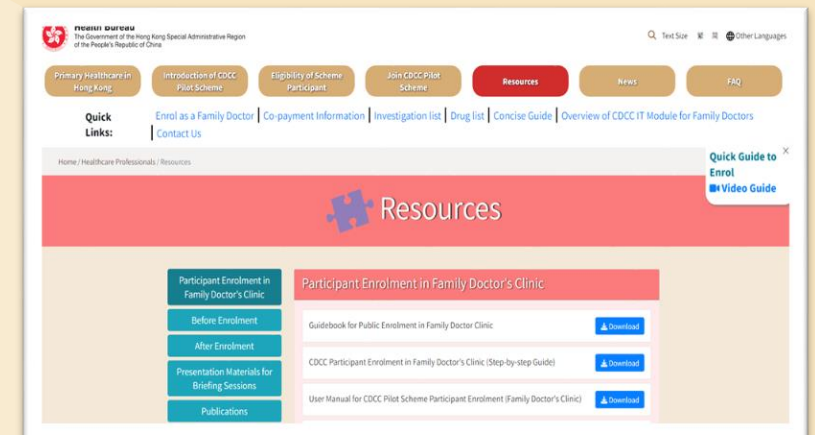 Health Bureau
The Government of the Hong Kong Special Administrative Region
of the People's Republic of China
Text Size 繁 简 Other Languages
Primary Healthcare in
Hong Kong
Introduction of CDCC
Pilot Scheme
Eligibility of Scheme
Participant
Join CDCC Pilot
Scheme
Resources
News
FAQ
Quick
Links:
Enrol as a Family Doctor | Co-payment Information | Investigation list | Drug list | Concise Guide | Overview of CDCC IT Module for Family Doctors
| Contact Us
Home / Healthcare Professionals / Resources
Quick Guide to
Enrol
Video Guide
X
Resources
Participant Enrolment in
Family Doctor's Clinic
Before Enrolment
After Enrolment
Presentation Materials for
Briefing Sessions
Publications
Participant Enrolment in Family Doctor's Clinic
Guidebook for Public Enrolment in Family Doctor Clinic Download
CDCC Participant Enrolment in Family Doctor's Clinic (Step-by-step Guide) Download
User Manual for CDCC Pilot Scheme Participant Enrolment (Family Doctor's Clinic) Download